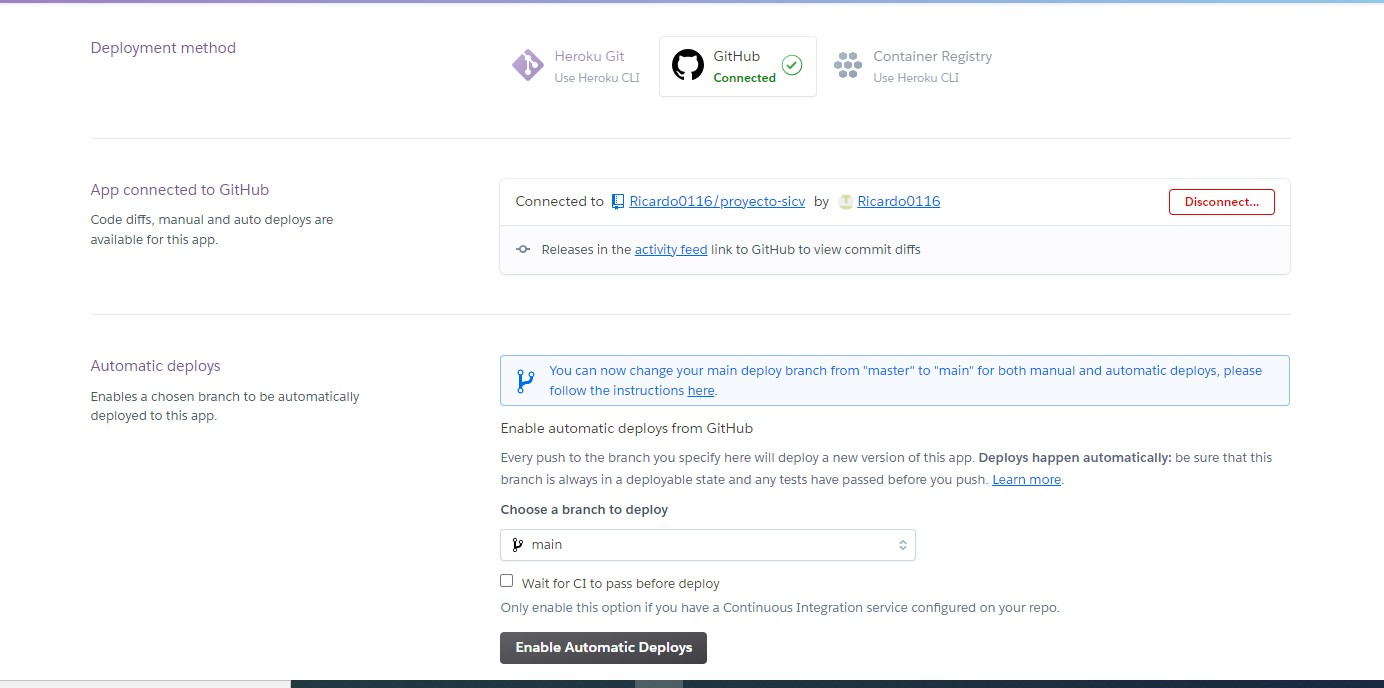 Deployment method
Heroku Git
Use Heroku CLI
GitHub
Connected
Container Registry
Use Heroku CLI
App connected to GitHub
Code diffs, manual and auto deploys are
available for this app.
Connected to Ricardo0116/proyecto-sicv by Ricardo0116
Disconnect...
Releases in the activity feed link to GitHub to view commit diffs
Automatic deploys
Enables a chosen branch to be automatically
deployed to this app.
You can now change your main deploy branch from "master" to "main" for both manual and automatic deploys, please
follow the instructions here.
Enable automatic deploys from GitHub
Every push to the branch you specify here will deploy a new version of this app. Deploys happen automatically: be sure that this
branch is always in a deployable state and any tests have passed before you push. Learn more.
Choose a branch to deploy
main
Wait for CI to pass before deploy
Only enable this option if you have a Continuous Integration service configured on your repo.
Enable Automatic Deploys